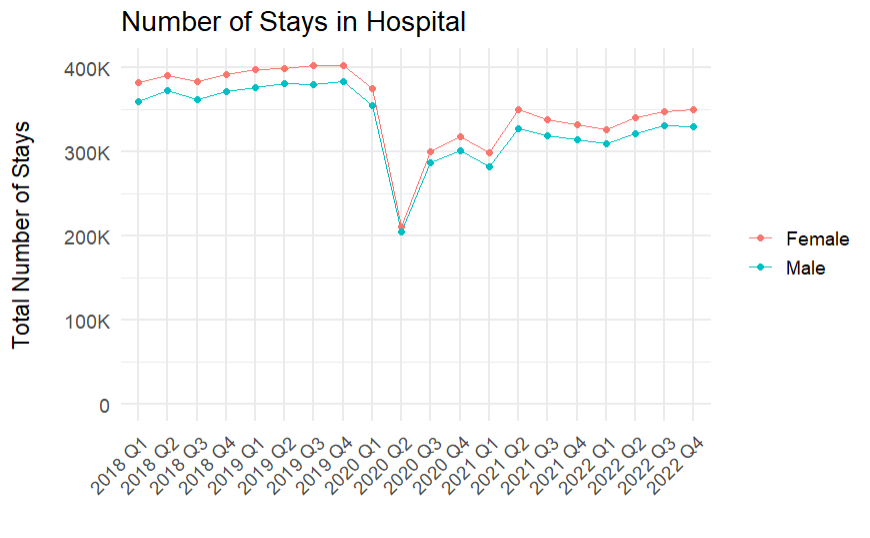 Number of Stays in Hospital
Total Number of Stays
400K
300K
200K
100K
0
2018 Q1
2018 Q2
2018 Q3
2018 Q4
2019 Q1
2019 Q2
2019 Q3
2019 Q4
2020 Q1
2020 Q2
2020 Q3
2020 Q4
2021 Q1
2021 Q2
2021 Q3
2021 Q4
2022 Q1
2022 Q2
2022 Q3
2022 Q4
Female
Male